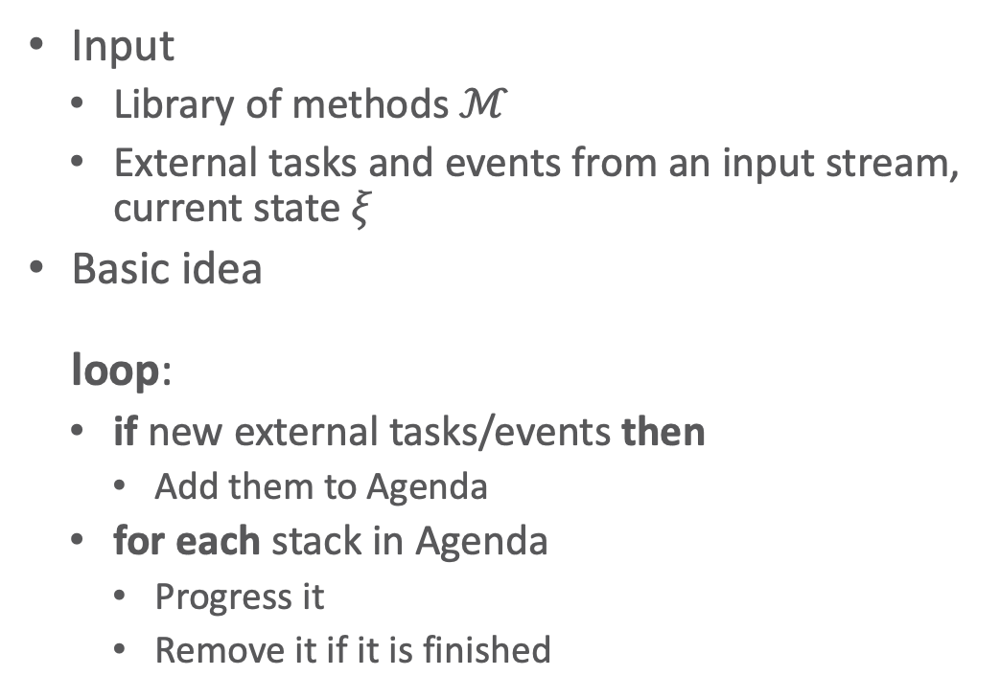 • Input
• Library of methods ℳ
• External tasks and events from an input stream,
current state ξ
• Basic idea
loop:
• if new external tasks/events then
• Add them to Agenda
• for each stack in Agenda
• Progress it
• Remove it if it is finished